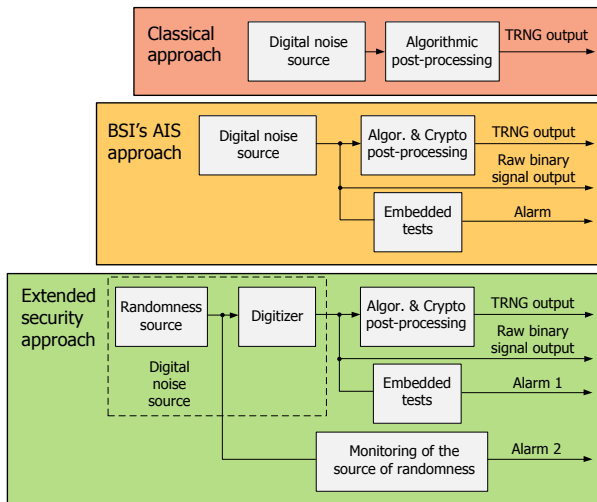 Classical
approach
Digital noise
source
Algorithmic
post-processing
TRNG output
BSI's AIS
approach
Digital noise
source
Algor. & Crypto
post-processing
TRNG output
Raw binary
signal output
Embedded
tests
Alarm
Extended
security
approach
Randomness
source
Digitizer
Digital
noise
source
Algor. & Crypto
post-processing
TRNG output
Raw binary
signal output
Embedded
tests
Alarm 1
Monitoring of the
source of randomness
Alarm 2